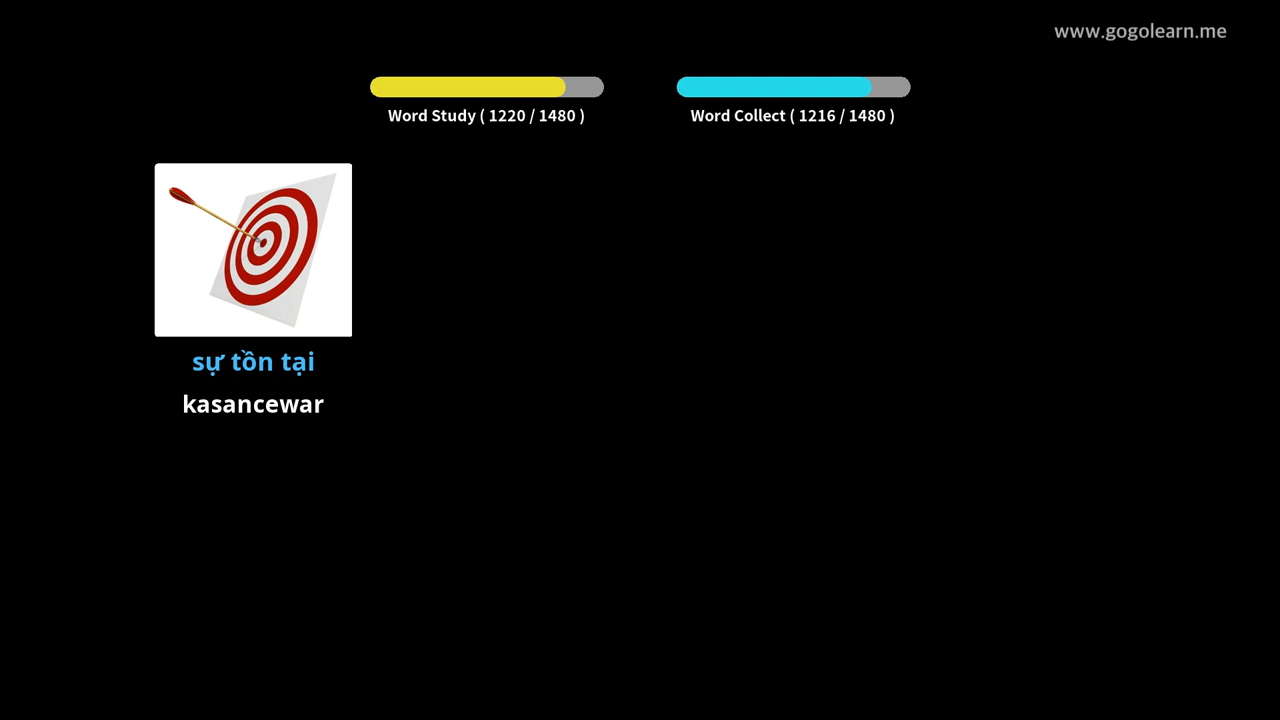 www.gogolearn.me
Word Study ( 1220 / 1480 )
Word Collect ( 1216 / 1480 )
sự tồn tại
kasancewar